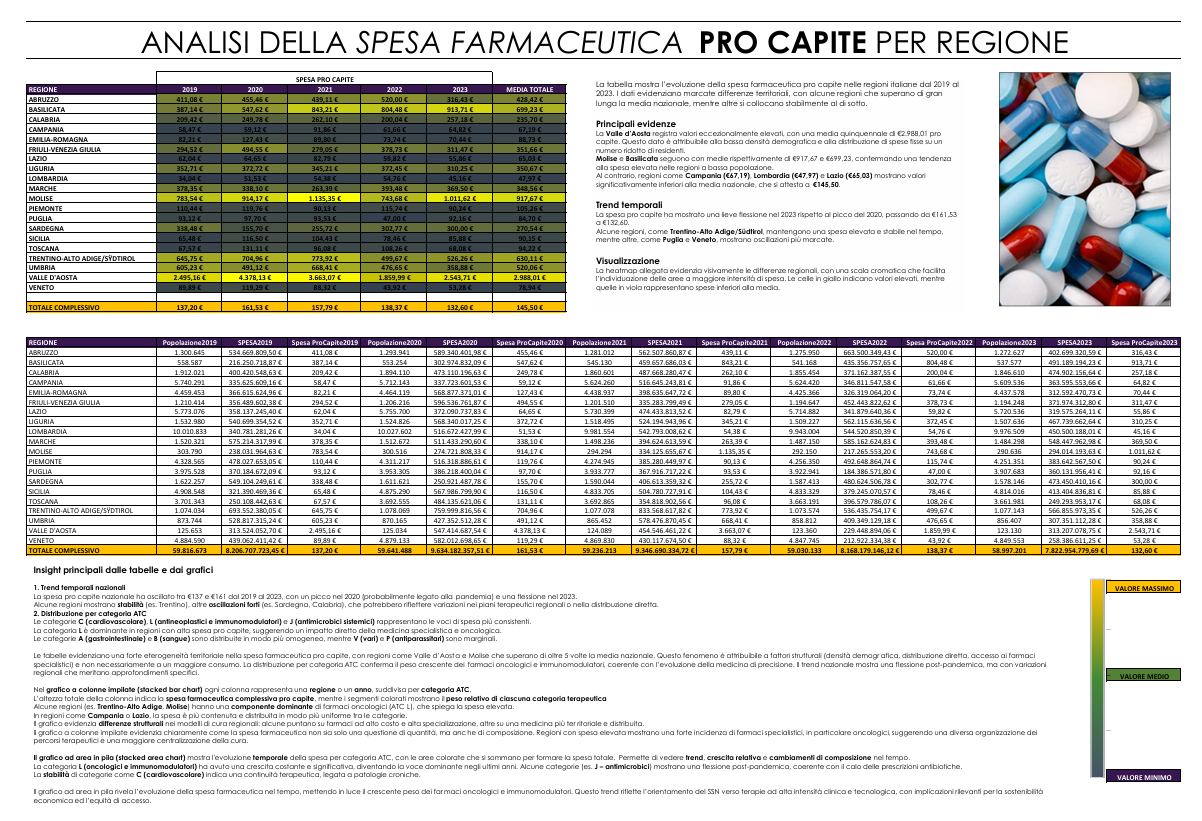 ANALISI DELLA SPESA FARMACEUTICA PRO CAPITE PER REGIONE
SPESA PRO CAPITE
REGIONE 2019 2020 2021 2022 2023 MEDIA TOTALE
ABRUZZO 411,08 € 455,46 € 439,11 € 520,00 € 316,43 € 428,42 €
BASILICATA 387,14 € 547,62 € 843,21 € 804,48 € 913,71 € 699,23 €
CALABRIA 209,42 € 249,78 € 262,10 € 200,04 € 257,18 € 235,70 €
CAMPANIA 58,47 € 59,12 € 91,86 € 61,66 € 64,82 € 67,19 €
EMILIA-ROMAGNA 82,21 € 127,43 € 89,80 € 73,74 € 70,44 € 88,73 €
FRIULI-VENEZIA GIULIA 294,52 € 494,55 € 279,05 € 378,73 € 311,47 € 351,66 €
LAZIO 62,04 € 64,65 € 82,79 € 59,82 € 55,86 € 65,03 €
LIGURIA 352,71 € 372,72 € 345,21 € 372,45 € 310,25 € 350,67 €
LOMBARDIA 34,04 € 51,53 € 54,38 € 54,76 € 45,16 € 47,97 €
MARCHE 378,35 € 338,10 € 263,39 € 393,48 € 369,50 € 348,56 €
MOLISE 783,54 € 914,17 € 1.135,35 € 743,68 € 1.011,62 € 917,67 €
PIEMONTE 110,44 € 119,76 € 90,13 € 115,74 € 90,24 € 105,26 €
PUGLIA 93,12 € 97,70 € 93,53 € 47,00 € 92,16 € 84,70 €
SARDEGNA 338,48 € 155,70 € 255,72 € 302,77 € 300,00 € 270,54 €
SICILIA 65,48 € 116,50 € 104,43 € 78,46 € 85,88 € 90,15 €
TOSCANA 67,57 € 131,11 € 96,08 € 108,26 € 68,08 € 94,22 €
TRENTINO-ALTO ADIGE/SÝDTIROL 645,75 € 704,96 € 773,92 € 499,67 € 526,26 € 630,11 €
UMBRIA 605,23 € 491,12 € 668,41 € 476,65 € 358,88 € 520,06 €
VALLE D'AOSTA 2.495,16 € 4.378,13 € 3.663,07 € 1.859,99 € 2.543,71 € 2.988,01 €
VENETO 89,89 € 119,29 € 88,32 € 43,92 € 53,28 € 78,94 €
TOTALE COMPLESSIVO 137,20 € 161,53 € 157,79 € 138,37 € 132,60 € 145,50 €
La tabella mostra l'evoluzione della spesa farmaceutica pro capite nelle regioni italiane dal 2019 al
2023. I dati evidenziano marcate differenze territoriali, con alcune regioni che superano di gran
lunga la media nazionale, mentre altre si collocano stabilmente al di sotto.
Principali evidenze
La Valle d'Aosta registra valori eccezionalmente elevati, con una media quinquennale di €2.988,01 pro
capite. Questo dato è attribuibile alla bassa densità demografica e alla distribuzione di spese fisse su un
numero ridotto di residenti.
Molise e Basilicata seguono con medie rispettivamente di €917,67 e €699,23, confermando una tendenza
alla spesa elevata nelle regioni a bassa popolazione.
Al contrario, regioni come Campania (€67,19), Lombardia (€47,97) e Lazio (€65,03) mostrano valori
significativamente inferiori alla media nazionale, che si attesta a €145,50.
Trend temporali
La spesa pro capite ha mostrato una lieve flessione nel 2023 rispetto al picco del 2020, passando da €161,53
a €132,60.
Alcune regioni, come Trentino-Alto Adige/Südtirol, mantengono una spesa elevata e stabile nel tempo,
mentre altre, come Puglia e Veneto, mostrano oscillazioni più marcate.
Visualizzazione
La heatmap allegata evidenzia visivamente le differenze regionali, con una scala cromatica che facilita
l'individuazione delle aree a maggiore intensità di spesa. Le celle in giallo indicano valori elevati, mentre
quelle in viola rappresentano spese inferiori alla media.
REGIONE Popolazione2019 SPESA2019 Spesa ProCapite2019 Popolazione2020 SPESA2020 Spesa ProCapite2020 Popolazione2021 SPESA2021 Spesa ProCapite2021 Popolazione2022 SPESA2022 Spesa ProCapite2022 Popolazione2023 SPESA2023 Spesa ProCapite2023
ABRUZZO 1.300.645 534.669.809,50 € 411,08 € 1.293.941 589.340.401,98 € 455,46 € 1.281.012 562.507.860,87 € 439,11 € 1.275.950 663.500.349,43 € 520,00 € 1.272.627 402.699.320,59 € 316,43 €
BASILICATA 558.587 216.250.718,87 € 387,14 € 553.254 302.974.832,09 € 547,62 € 545.130 459.657.686,03 € 843,21 € 541.168 435.356.757,65 € 804,48 € 537.577 491.189.194,23 € 913,71 €
CALABRIA 1.912.021 400.420.548,63 € 209,42 € 1.894.110 473.110.196,63 € 249,78 € 1.860.601 487.668.280,47 € 262,10 € 1.855.454 371.162.387,55 € 200,04 € 1.846.610 474.902.156,64 € 257,18 €
CAMPANIA 5.740.291 335.625.609,16 € 58,47 € 5.712.143 337.723.601,53 € 59,12 € 5.624.260 516.645.243,81 € 91,86 € 5.624.420 346.811.547,58 € 61,66 € 5.609.536 363.595.553,66 € 64,82 €
EMILIA-ROMAGNA 4.459.453 366.615.624,96 € 82,21 € 4.464.119 568.877.371,01 € 127,43 € 4.438.937 398.635.647,72 € 89,80 € 4.425.366 326.319.064,20 € 73,74 € 4.437.578 312.592.470,73 € 70,44 €
FRIULI-VENEZIA GIULIA 1.210.414 356.489.602,38 € 294,52 € 1.206.216 596.536.761,87 € 494,55 € 1.201.510 335.283.799,49 € 279,05 € 1.194.647 452.443.822,62 € 378,73 € 1.194.248 371.974.312,80 € 311,47 €
LAZIO 5.773.076 358.137.245,40 € 62,04 € 5.755.700 372.090.737,83 € 64,65 € 5.730.399 474.433.813,52 € 82,79 € 5.714.882 341.879.640,36 € 59,82 € 5.720.536 319.575.264,11 € 55,86 €
LIGURIA 1.532.980 540.699.354,52 € 352,71 € 1.524.826 568.340.017,25 € 372,72 € 1.518.495 524.194.943,96 € 345,21 € 1.509.227 562.115.636,56 € 372,45 € 1.507.636 467.739.662,64 € 310,25 €
LOMBARDIA 10.010.833 340.781.281,26 € 34,04 € 10.027.602 516.672.427,99 € 51,53 € 9.981.554 542.793.008,62 € 54,38 € 9.943.004 544.520.850,39 € 54,76 € 9.976.509 450.500.188,01 € 45,16 €
MARCHE 1.520.321 575.214.317,99 € 378,35 € 1.512.672 511.433.290,60 € 338,10 € 1.498.236 394.624.613,59 € 263,39 € 1.487.150 585.162.624,83 € 393,48 € 1.484.298 548.447.962,98 € 369,50 €
MOLISE 303.790 238.031.964,63 € 783,54 € 300.516 274.721.808,33 € 914,17 € 294.294 334.125.655,67 € 1.135,35 € 292.150 217.265.553,20 € 743,68 € 290.636 294.014.193,13 € 1.011,62 €
PIEMONTE 4.328.565 478.027.653,05 € 110,44 € 4.311.217 516.318.886,61 € 119,76 € 4.274.945 385.280.449,97 € 90,13 € 4.256.350 492.648.864,74 € 115,74 € 4.251.351 383.642.567,50 € 90,24 €
PUGLIA 3.975.528 370.184.672,09 € 93,12 € 3.953.305 386.218.400,04 € 97,70 € 3.933.777 367.916.717,22 € 93,53 € 3.922.941 184.386.571,80 € 47,00 € 3.907.683 360.131.956,41 € 92,16 €
SARDEGNA 1.622.257 549.104.249,61 € 338,48 € 1.611.621 250.921.487,78 € 155,70 € 1.590.044 406.613.359,32 € 255,72 € 1.587.413 480.624.506,78 € 302,77 € 1.578.146 473.450.410,16 € 300,00 €
SICILIA 4.908.548 321.390.469,36 € 65,48 € 4.875.290 567.986.799,90 € 116,50 € 4.833.705 504.780.727,91 € 104,43 € 4.833.329 379.245.070,57 € 78,46 € 4.814.016 413.404.836,81 € 85,88 €
TOSCANA 3.701.343 250.108.442,63 € 67,57 € 3.692.555 484.135.621,06 € 131,11 € 3.692.865 354.818.602,56 € 96,08 € 3.663.191 396.579.786,07 € 108,26 € 3.661.981 249.293.953,17 € 68,08 €
TRENTINO-ALTO ADIGE/SÝDTIROL 1.074.034 693.552.981,05 € 645,75 € 1.078.069 759.999.816,56 € 704,96 € 1.077.078 833.568.617,82 € 773,92 € 1.073.574 536.435.754,17 € 499,67 € 1.077.143 566.855.973,35 € 526,26 €
UMBRIA 873.744 528.817.315,24 € 605,23 € 870.165 427.352.512,28 € 491,12 € 865.452 578.476.870,45 € 668,41 € 858.812 409.349.129,18 € 476,65 € 856.407 307.351.112,28 € 358,88 €
VALLE D'AOSTA 125.653 313.524.052,70 € 2.495,16 € 125.034 547.414.687,54 € 4.378,13 € 124.089 454.546.971,47 € 3.663,07 € 123.360 229.448.894,06 € 1.859,99 € 123.130 313.207.078,75 € 2.543,71 €
VENETO 4.884.590 439.062.411,42 € 89,89 € 4.879.133 582.012.698,65 € 119,29 € 4.869.830 430.117.674,50 € 88,32 € 4.847.745 212.922.334,38 € 43,92 € 4.849.553 258.386.611,25 € 53,28 €
TOTALE COMPLESSIVO 59.816.673 8.206.707.723,45 € 137,20 € 59.641.488 9.634.182.357,51 € 161,53 € 59.236.213 9.346.690.334,72 € 157,79 € 59.030.133 8.168.179.146,12 € 138,37 € 58.997.201 7.822.954.779,69 € 132,60 €
Insight principali dalle tabelle e dai grafici
1. Trend temporali nazionali
La spesa pro capite nazionale ha oscillato tra €137 e €161 dal 2019 al 2023, con un picco nel 2020 (probabilmente legato alla pandemia) e una flessione nel 2023.
Alcune regioni mostrano stabilità (es. Trentino), altre oscillazioni forti (es. Sardegna, Calabria), che potrebbero riflettere variazioni nei piani terapeutici regionali o nella distribuzione diretta.
2. Distribuzione per categoria ATC
Le categorie C (cardiovascolare), L (antineoplastici e immunomodulatori) e J (antimicrobici sistemici) rappresentano le voci di spesa più consistenti.
La categoria L è dominante in regioni con alta spesa pro capite, suggerendo un impatto diretto della medicina specialistica e oncologica.
Le categorie A (gastrointestinale) e B (sangue) sono distribuite in modo più omogeneo, mentre V (vari) e P (antiparassitari) sono marginali.
Le tabelle evidenziano una forte eterogeneità territoriale nella spesa farmaceutica pro capite, con regioni come Valle d'Aosta e Molise che superano di oltre 5 volte la media nazionale. Questo fenomeno è attribuibile a fattori strutturali (densità demografica, distribuzione diretta, accesso ai farmaci
specialistici) e non necessariamente a un maggiore consumo. La distribuzione per categoria ATC conferma il peso crescente dei farmaci oncologici e immunomodulatori, coerente con l'evoluzione della medicina di precisione. Il trend nazionale mostra una flessione post-pandemica, ma con variazioni
regionali che meritano approfondimenti specifici.
Nel grafico a colonne impilate (stacked bar chart) ogni colonna rappresenta una regione o un anno, suddivisa per categoria ATC.
L'altezza totale della colonna indica la spesa farmaceutica complessiva pro capite, mentre i segmenti colorati mostrano il peso relativo di ciascuna categoria terapeutica
Alcune regioni (es. Trentino-Alto Adige, Molise) hanno una componente dominante di farmaci oncologici (ATC L), che spiega la spesa elevata.
In regioni come Campania o Lazio, la spesa è più contenuta e distribuita in modo più uniforme tra le categorie.
Il grafico evidenzia differenze strutturali nei modelli di cura regionali: alcune puntano su farmaci ad alto costo e alta specializzazione, altre su una medicina più territoriale e distribuita.
Il grafico a colonne impilate evidenzia chiaramente come la spesa farmaceutica non sia solo una questione di quantità, ma anche di composizione. Regioni con spesa elevata mostrano una forte incidenza di farmaci specialistici, in particolare oncologici, suggerendo una diversa organizzazione dei
percorsi terapeutici e una maggiore centralizzazione della cura.
Il grafico ad area in pila (stacked area chart) mostra l'evoluzione temporale della spesa per categoria ATC, con le aree colorate che si sommano per formare la spesa totale. Permette di vedere trend, crescita relativa e cambiamenti di composizione nel tempo.
La categoria L (oncologici e immunomodulatori) ha avuto una crescita costante e significativa, diventando la voce dominante negli ultimi anni. Alcune categorie (es. J – antimicrobici) mostrano una flessione post-pandemica, coerente con il calo delle prescrizioni antibiotiche.
La stabilità di categorie come C (cardiovascolare) indica una continuità terapeutica, legata a patologie croniche.
Il grafico ad area in pila rivela l'evoluzione della spesa farmaceutica nel tempo, mettendo in luce il crescente peso dei farmaci oncologici e immunomodulatori. Questo trend riflette l'orientamento del SSN verso terapie ad alta intensità clinica e tecnologica, con implicazioni rilevanti per la sostenibilità
economica ed l'equità di accesso.
VALORE MASSIMO
VALORE MEDIO
VALORE MINIMO